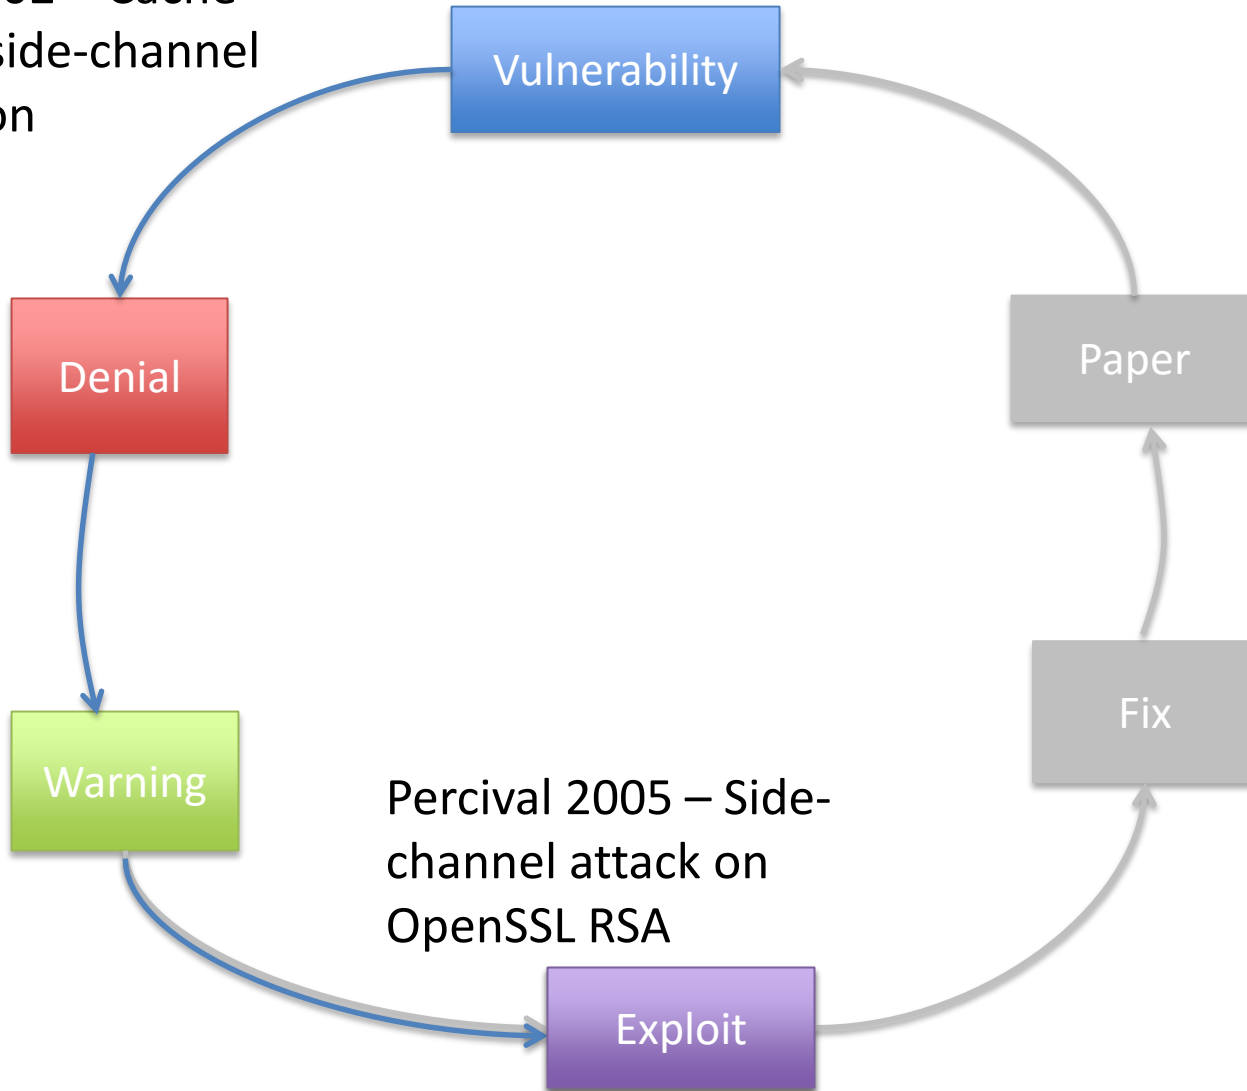 side-channel
Vulnerability
Denial
Paper
Warning
Fix
Percival 2005 – Side-
channel attack on
OpenSSL RSA
Exploit